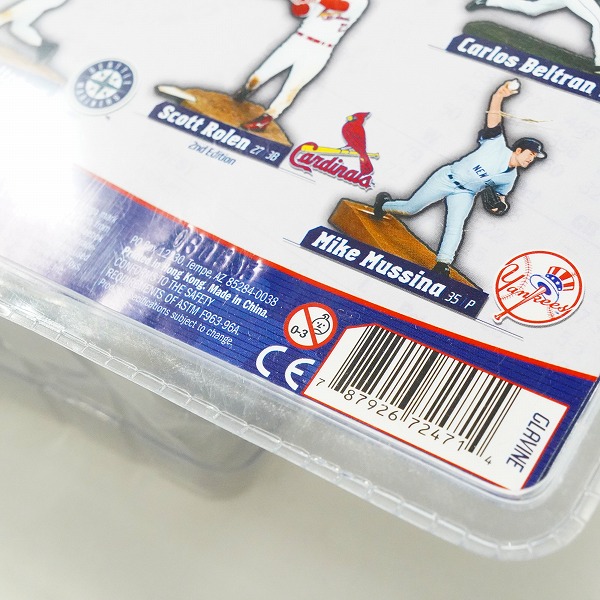 Carlos Beltran
Scott Rolen 27 3B
2nd Edition
Cardinals
Mike Mussina 35 P
Yankees
NEW
Tempe, AZ 85284-0038
Hong Kong. Made in China.
CONFORMS TO THE SAFETY
REQUIREMENTS OF ASTM F963-96A
specifications subject to change.
0-3
CE
7 87926 72471 4
GLAVINE